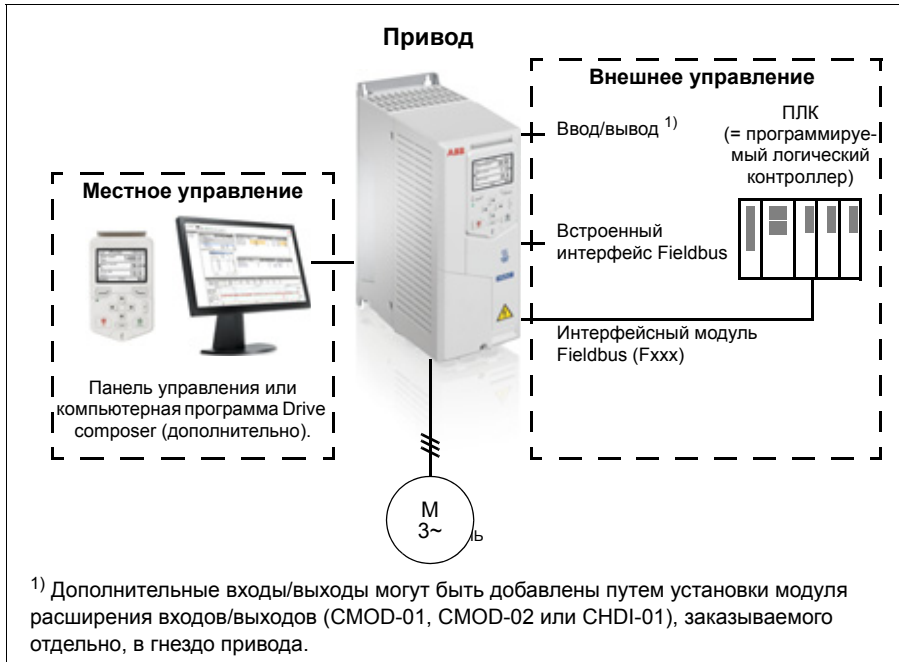 Привод
Внешнее управление
Ввод/вывод 1)
ПЛК
(= программируе-
мый логический
контроллер)
ABB
Местное управление
Встроенный
интерфейс Fieldbus
Интерфейсный модуль
Fieldbus (Fxxx)
Панель управления или
компьютерная программа Drive
composer (дополнительно).
M
3~
1) Дополнительные входы/выходы могут быть добавлены путем установки модуля
расширения входов/выходов (CMOD-01, CMOD-02 или CHDI-01), заказываемого
отдельно, в гнездо привода.